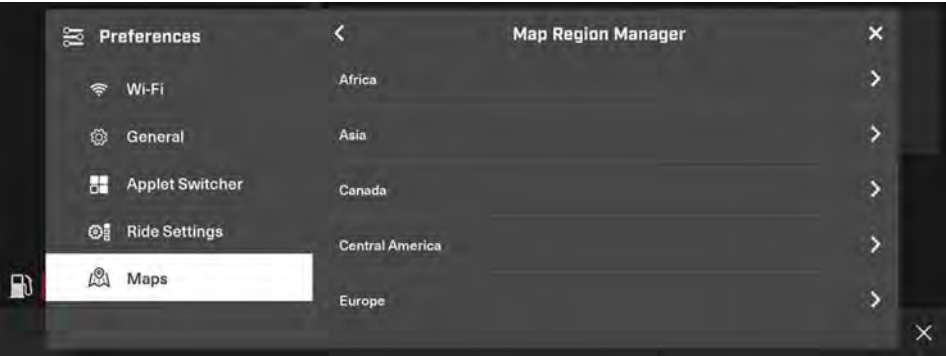 Preferences
Wi-Fi
General
Applet Switcher
Ride Settings
Maps
Map Region Manager
Africa
Asia
Canada
Central America
Europe